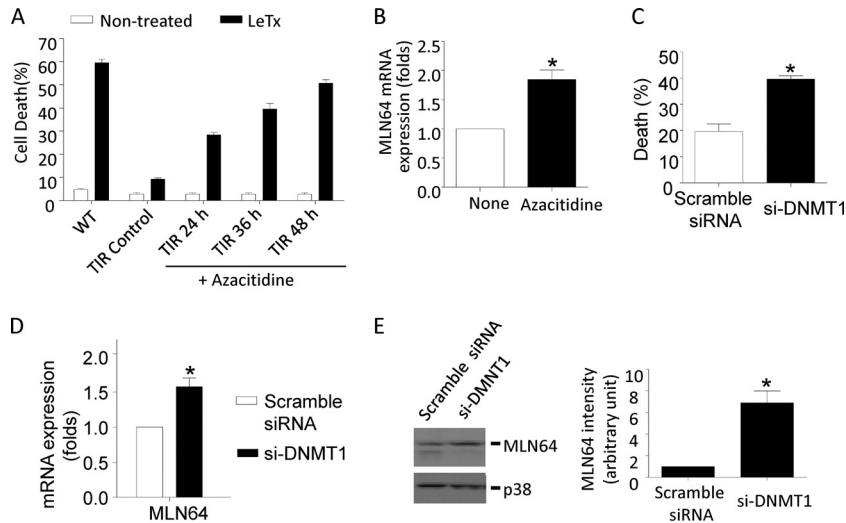 A
Non-treated
LeTx
Cell Death(%)
60
50
40
30
20
10
0
WT
TIR Control
TIR 24 h
TIR 36 h
TIR 48 h
+ Azacitidine
B
MLN64 mRNA
expression (folds)
2.5
2.0
1.5
1.0
0.5
0.0
*
None
Azacitidine
C
Death (%)
50
40
30
20
10
0
*
Scramble
siRNA
si-DNMT1
D
mRNA expression
(folds)
2.0
1.5
1.0
0.5
0.0
*
MLN64
Scramble
siRNA
si-DNMT1
E
Scramble siRNA
si-DMNT1
MLN64
p38
MLN64 intensity
(arbitrary unit)
10
8
6
4
2
0
*
Scramble
siRNA
si-DNMT1